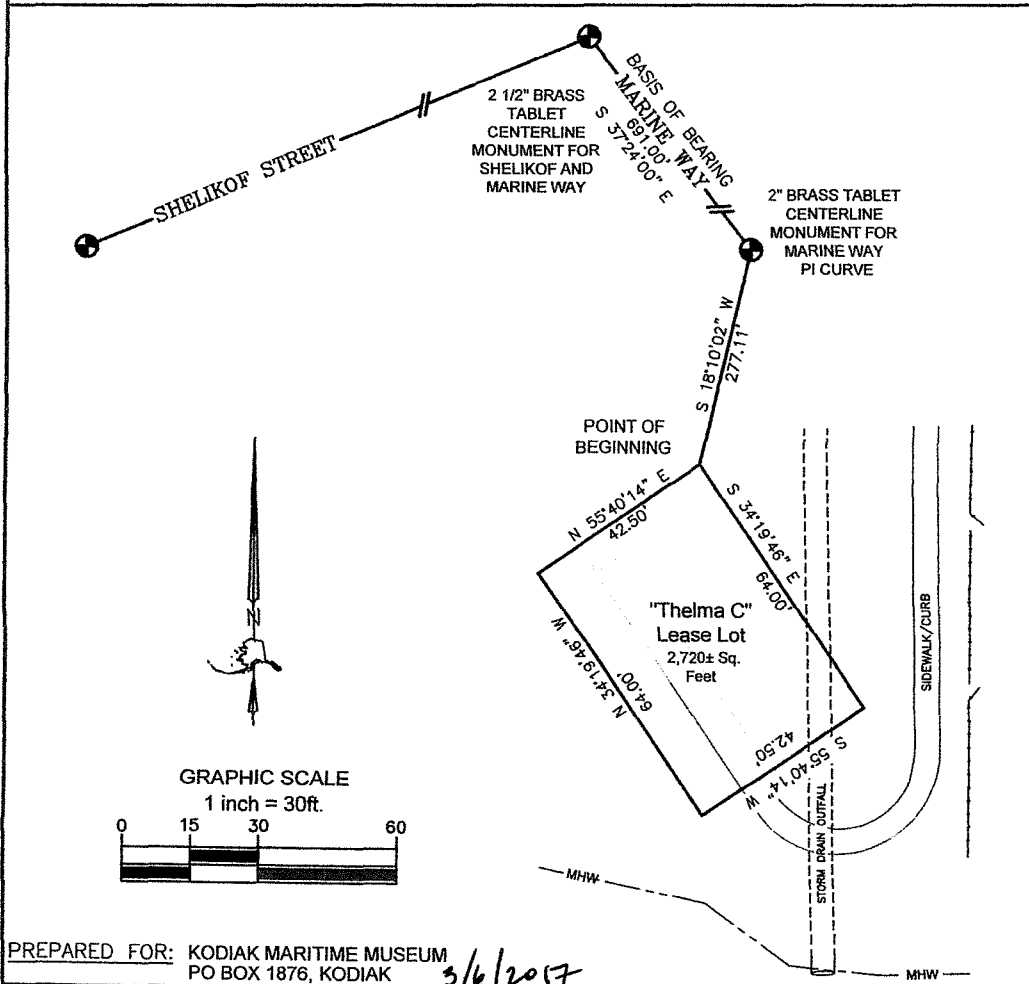 BASIS OF BEARING
MARINE WAY
691.00'
S 37°24'00" E
2 1/2" BRASS
TABLET
CENTERLINE
MONUMENT FOR
SHELIKOF AND
MARINE WAY
SHELIKOF STREET
2" BRASS TABLET
CENTERLINE
MONUMENT FOR
MARINE WAY
PI CURVE
S 18°10'02" W
277.11'
POINT OF
BEGINNING
N 55°40'14" E
42.50'
S 34°19'46" E
64.00'
"Thelma C"
Lease Lot
2,720± Sq.
Feet
N 34°19'46" W
64.00'
42.50'
S 55°40'14" W
SIDEWALK/CURB
STORM DRAIN OUTFALL
N
GRAPHIC SCALE
1 inch = 30ft.
0 15 30 60
MHW
MHW
PREPARED FOR: KODIAK MARITIME MUSEUM
PO BOX 1876, KODIAK 3/6/2017